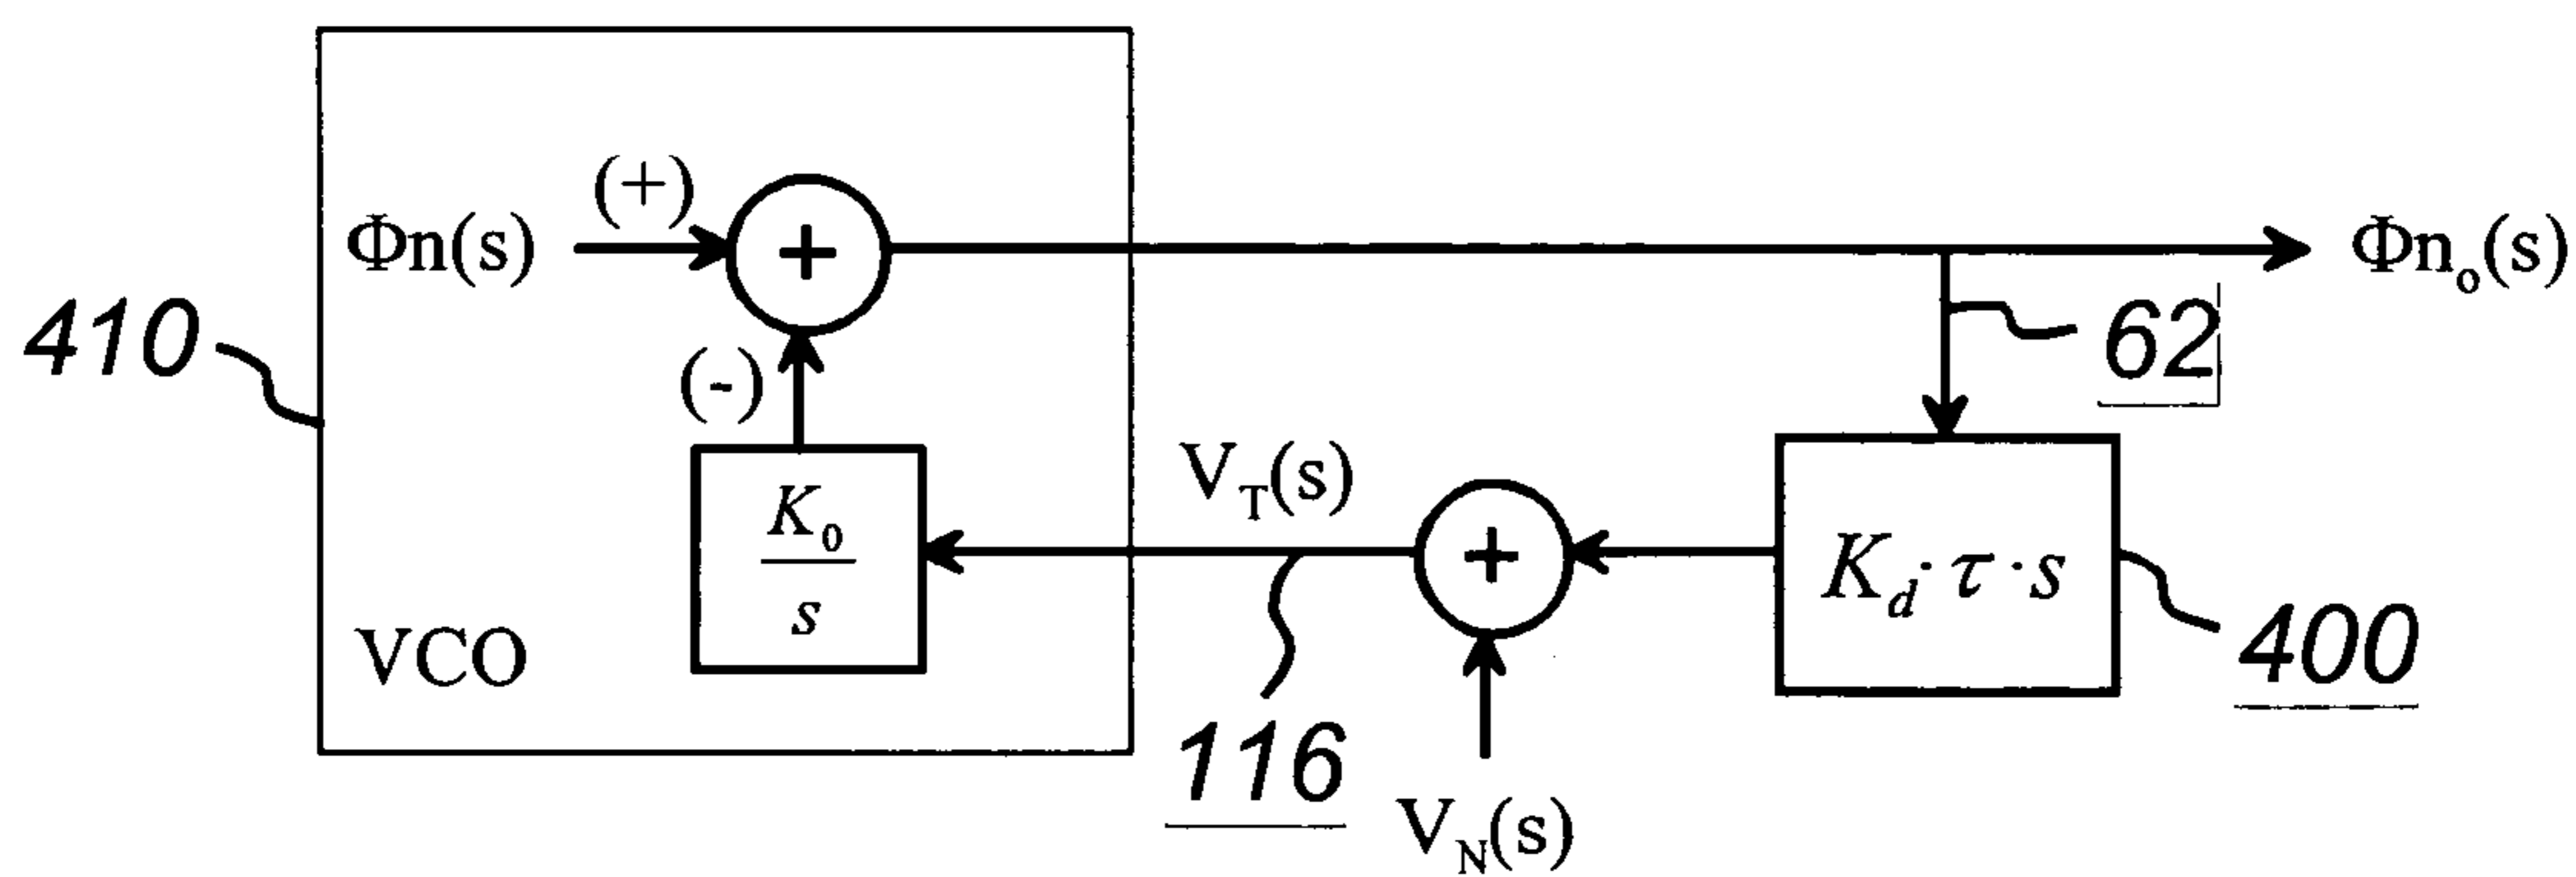 (+)
Φn(s)
+
Φn₀(s)
410
62
(-)
V_T(s)
K₀
s
+
K_d · τ · s
VCO
400
116
V_N(s)